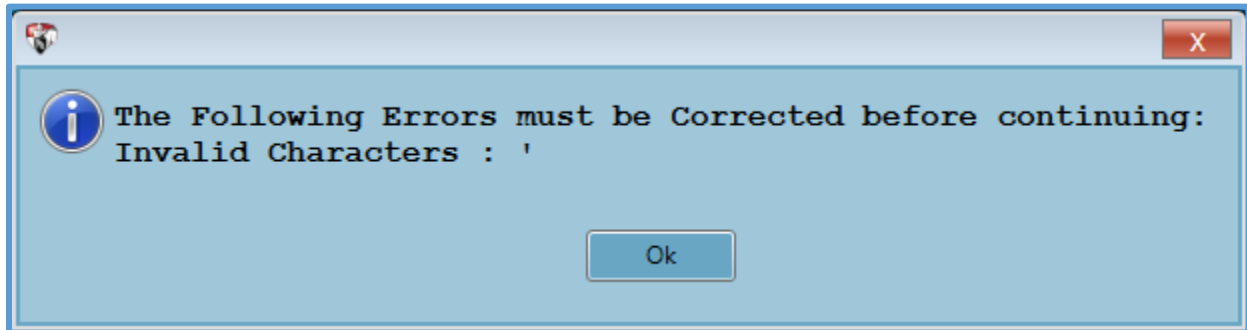 X
The Following Errors must be Corrected before continuing:
Invalid Characters : '
Ok